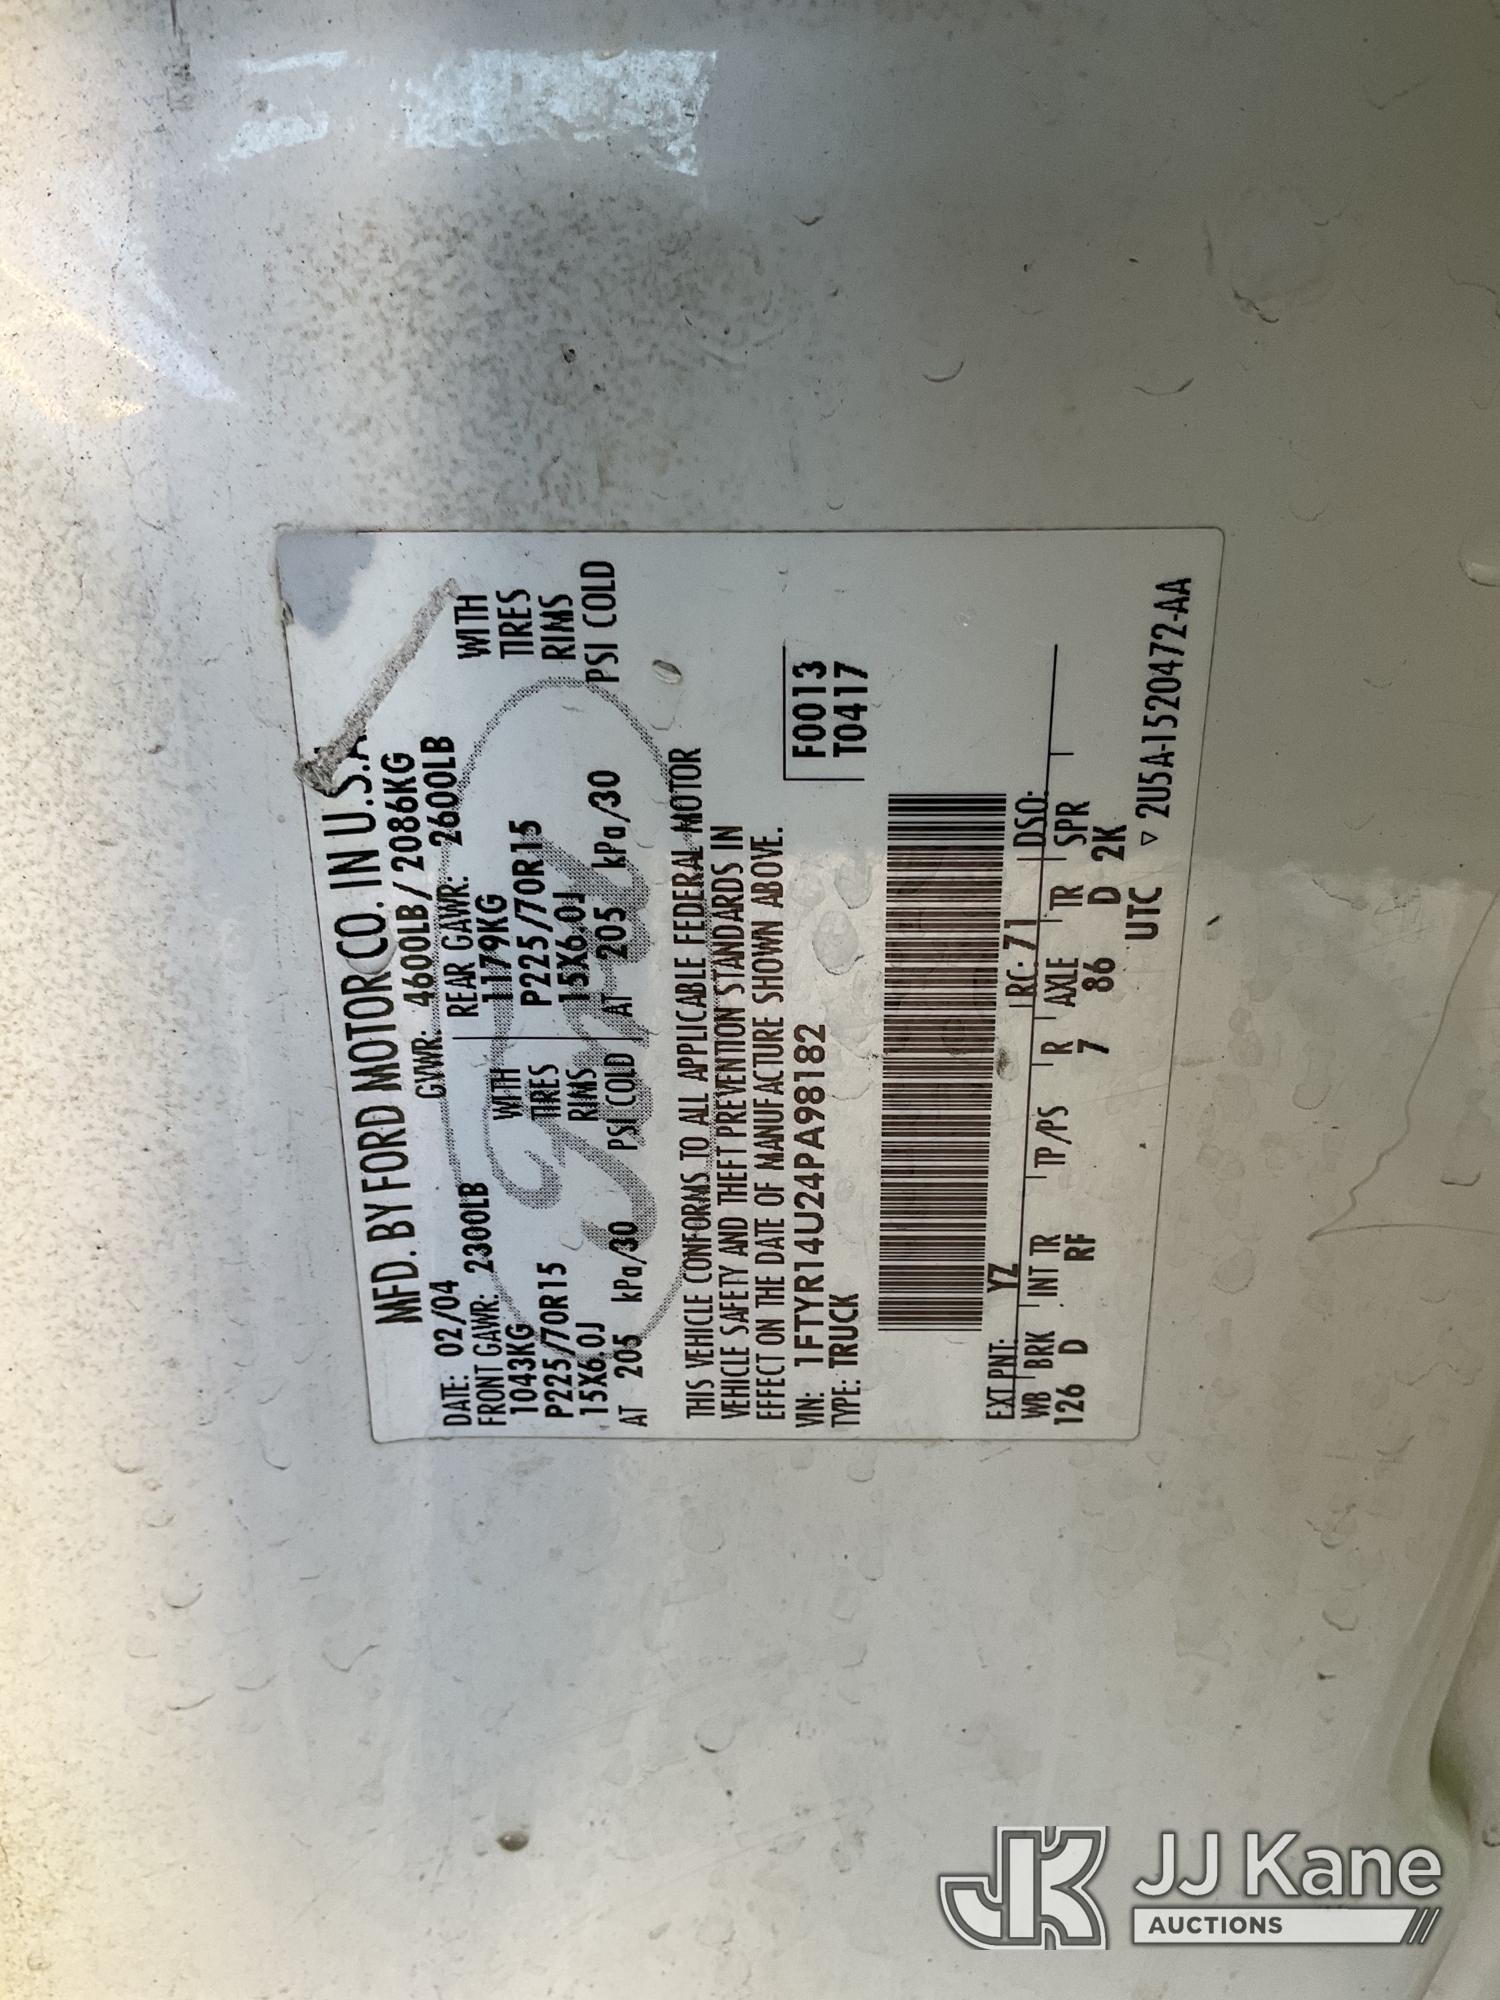 MFD. BY FORD MOTOR CO. IN U.S.A
DATE: 02/04 GVWR: 4600LB / 2086KG
FRONT GAWR: 2300LB REAR GAWR: 2600LB
1043KG WITH 1179KG WITH
P225/70R15 TIRES P225/70R15 TIRES
15X6.0J RIMS 15X6.0J RIMS
AT 205 kPa/30 PSI COLD AT 205 kPa/30 PSI COLD
Ford
THIS VEHICLE CONFORMS TO ALL APPLICABLE FEDERAL MOTOR
VEHICLE SAFETY AND THEFT PREVENTION STANDARDS IN
EFFECT ON THE DATE OF MANUFACTURE SHOWN ABOVE.
VIN: 1FTYR14U24PA98182 F0013
TYPE: TRUCK T0417
EXT PNT: YZ RC: 71 DSO:
WB BRK INT TR TP/PS R AXLE TR SPR
126 D RF 7 86 D 2K
UTC ▽ 2U5A-1520472-AA
JJ Kane
AUCTIONS